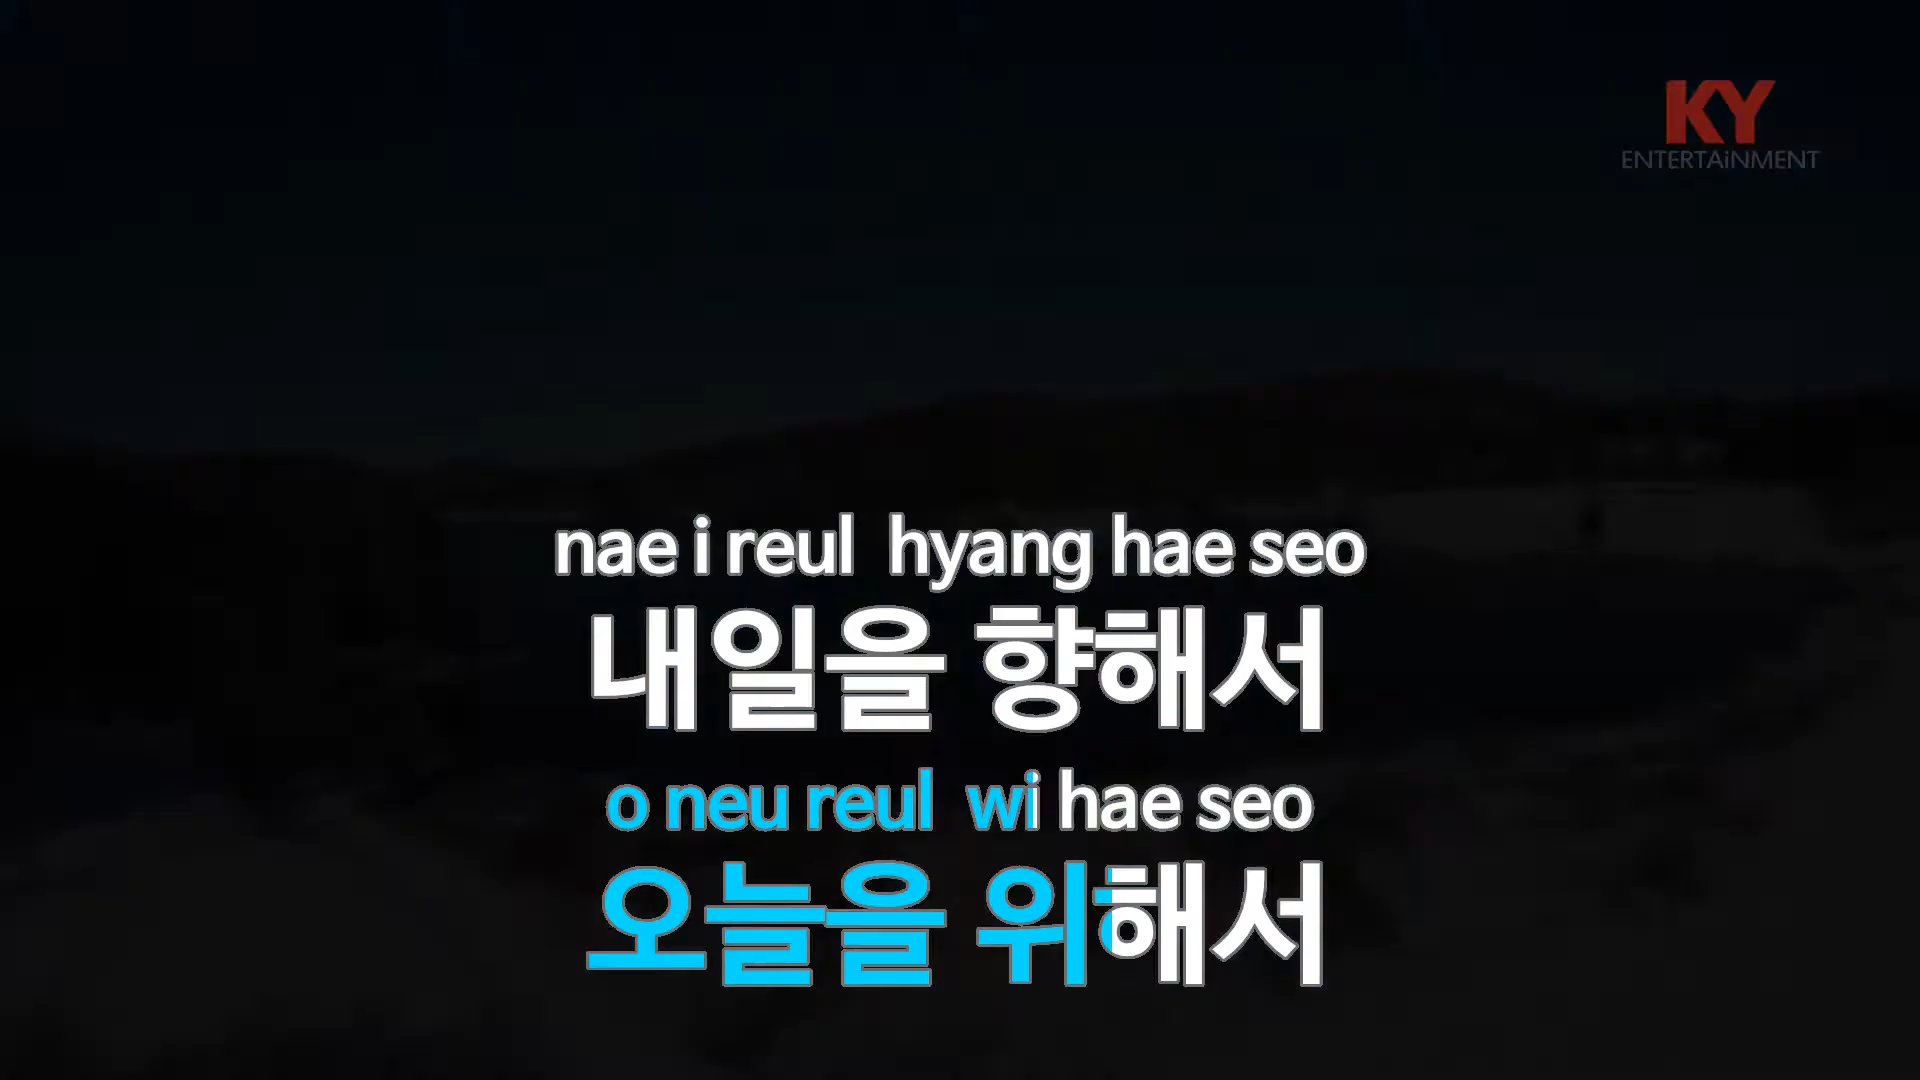 KY
ENTERTAiNMENT
nae i reul hyang hae seo
내일을 향해서
o neu reul wi hae seo
오늘을 위해서